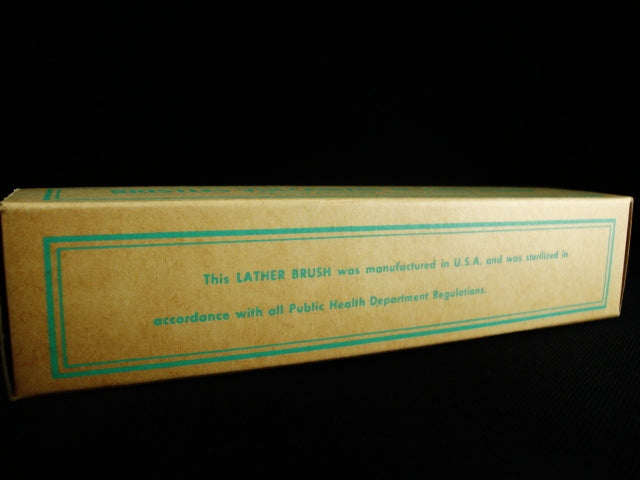 This LATHER BRUSH was manufactured in U.S.A. and was sterilized in
accordance with all Public Health Department Regulations.